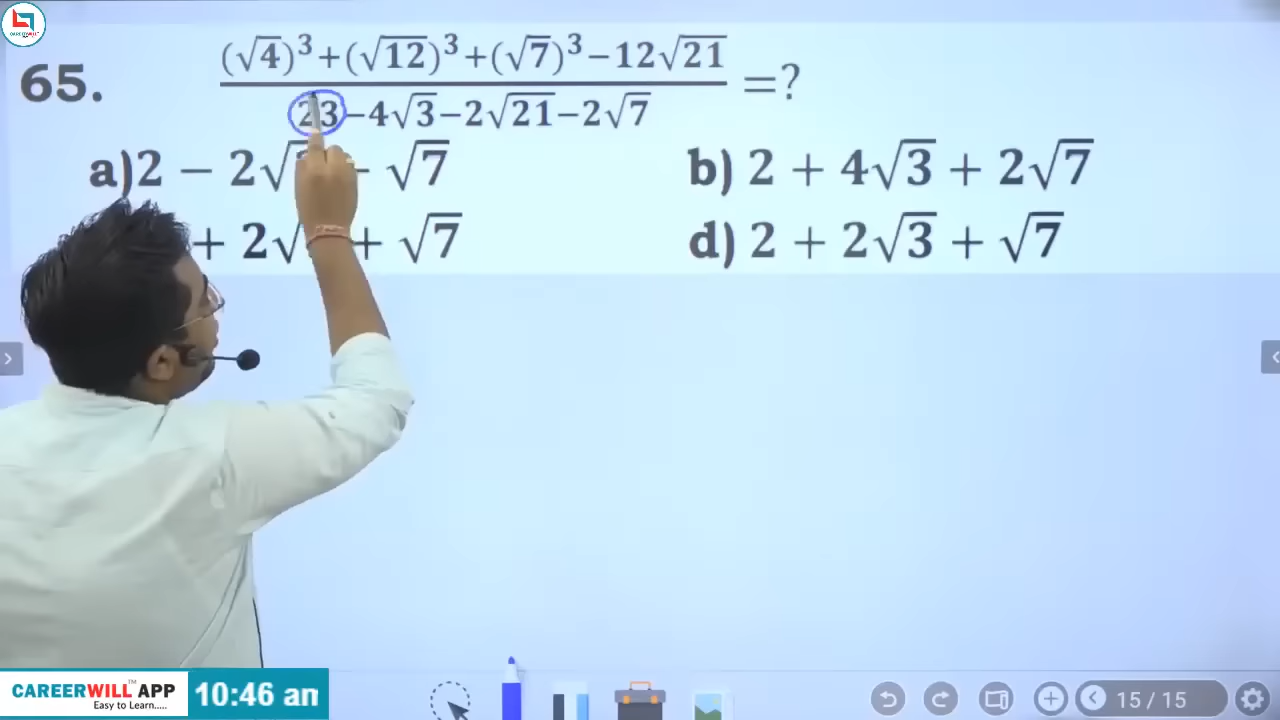 CAREERWILL
65. (√4)³+(√12)³+(√7)³−12√21 =?
23−4√3−2√21−2√7
a)2 − 2√ - √7
b) 2 + 4√3 + 2√7
+ 2√ + √7
d) 2 + 2√3 + √7
CAREERWILL™ APP
Easy to Learn.....
10:46 am
15 / 15